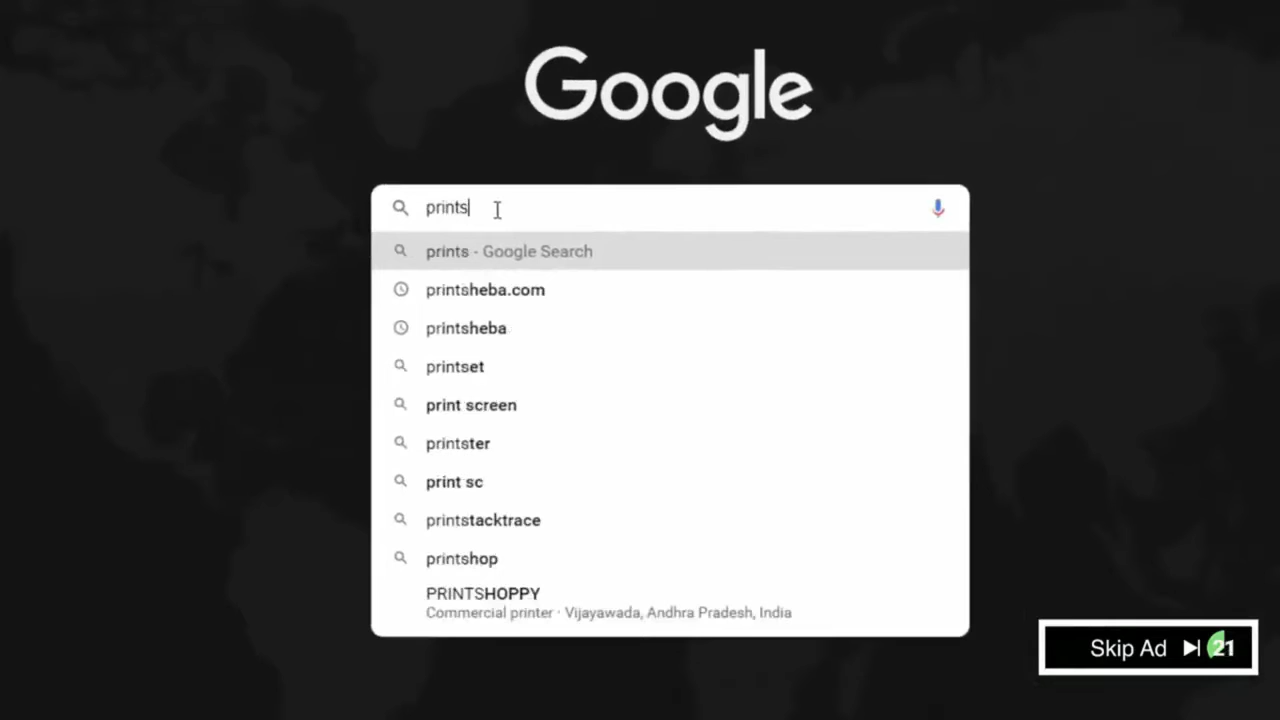 Google
prints
prints - Google Search
printsheba.com
printsheba
printset
print screen
printster
print sc
printstacktrace
printshop
PRINTSHOPPY
Commercial printer · Vijayawada, Andhra Pradesh, India
Skip Ad 21